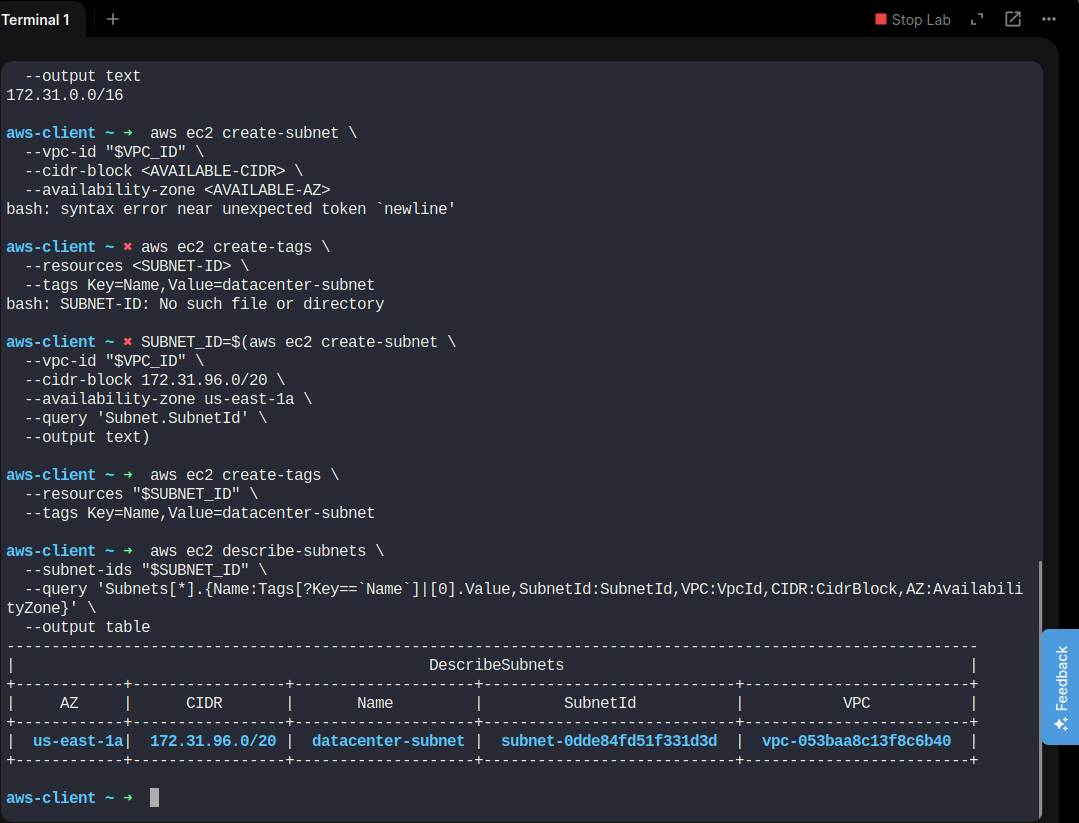 Terminal 1 + Stop Lab
--output text
172.31.0.0/16
aws-client ~ ➜ aws ec2 create-subnet \
--vpc-id "$VPC_ID" \
--cidr-block <AVAILABLE-CIDR> \
--availability-zone <AVAILABLE-AZ>
bash: syntax error near unexpected token `newline'
aws-client ~ ✖ aws ec2 create-tags \
--resources <SUBNET-ID> \
--tags Key=Name,Value=datacenter-subnet
bash: SUBNET-ID: No such file or directory
aws-client ~ ✖ SUBNET_ID=$(aws ec2 create-subnet \
--vpc-id "$VPC_ID" \
--cidr-block 172.31.96.0/20 \
--availability-zone us-east-1a \
--query 'Subnet.SubnetId' \
--output text)
aws-client ~ ➜ aws ec2 create-tags \
--resources "$SUBNET_ID" \
--tags Key=Name,Value=datacenter-subnet
aws-client ~ ➜ aws ec2 describe-subnets \
--subnet-ids "$SUBNET_ID" \
--query 'Subnets[*].{Name:Tags[?Key==`Name`]|[0].Value,SubnetId:SubnetId,VPC:VpcId,CIDR:CidrBlock,AZ:Availabili
tyZone}' \
--output table
------------------------------------------------------------------------------------------------------------
| DescribeSubnets |
+------------+-----------------+--------------------+----------------------------+-------------------------+
| AZ | CIDR | Name | SubnetId | VPC |
+------------+-----------------+--------------------+----------------------------+-------------------------+
| us-east-1a| 172.31.96.0/20 | datacenter-subnet | subnet-0dde84fd51f331d3d | vpc-053baa8c13f8c6b40 |
+------------+-----------------+--------------------+----------------------------+-------------------------+
aws-client ~ ➜
Feedback